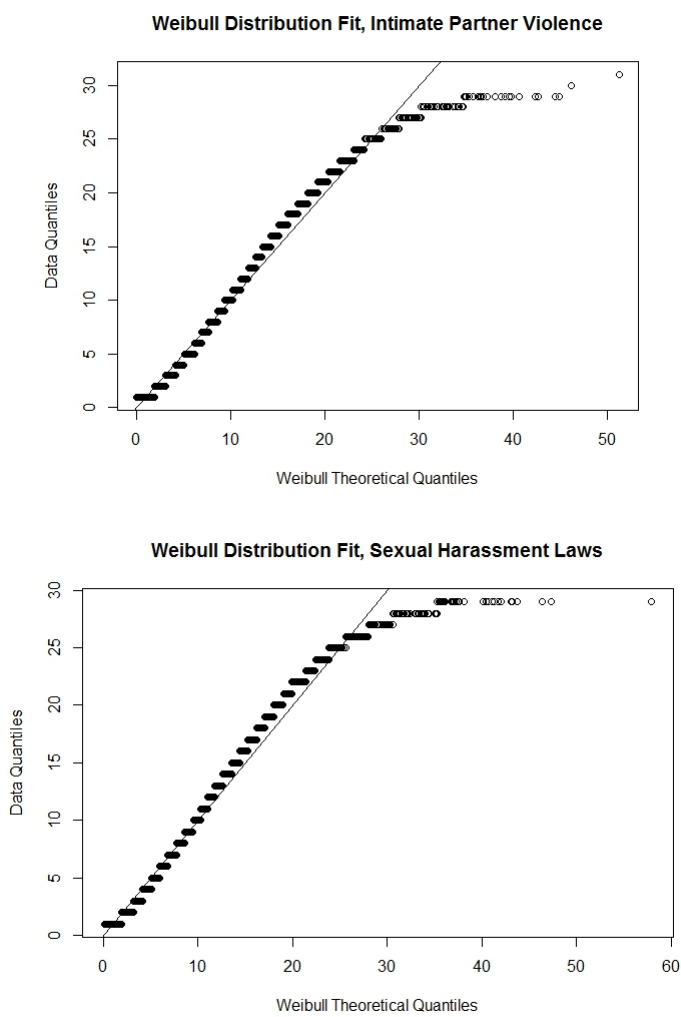 Weibull Distribution Fit, Intimate Partner Violence
30
25
20
15
10
5
0
Data Quantiles
0 10 20 30 40 50
Weibull Theoretical Quantiles
Weibull Distribution Fit, Sexual Harassment Laws
30
25
20
15
10
5
0
Data Quantiles
0 10 20 30 40 50 60
Weibull Theoretical Quantiles